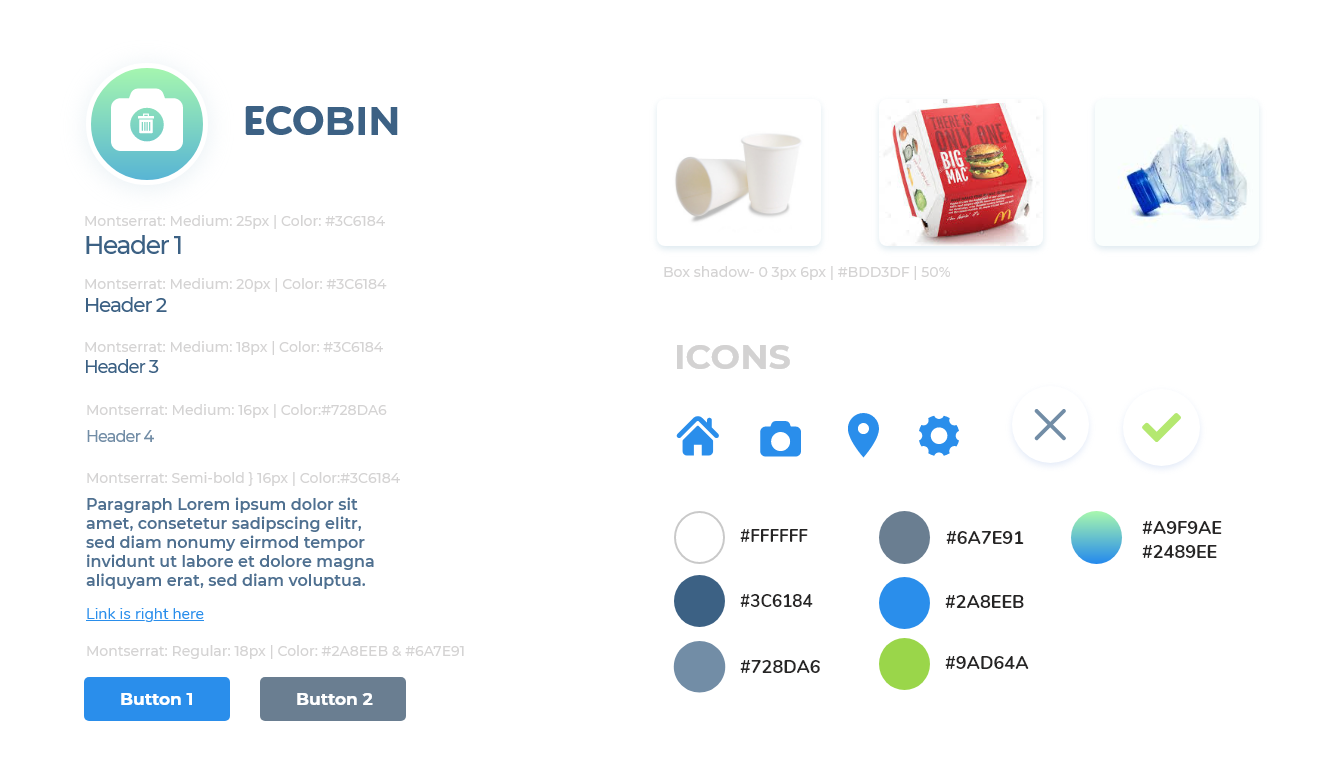 ECOBIN
Montserrat: Medium: 25px | Color: #3C6184
Header 1
Montserrat: Medium: 20px | Color: #3C6184
Header 2
Montserrat: Medium: 18px | Color: #3C6184
Header 3
Montserrat: Medium: 16px | Color:#728DA6
Header 4
Montserrat: Semi-bold } 16px | Color:#3C6184
Paragraph Lorem ipsum dolor sit
amet, consetetur sadipscing elitr,
sed diam nonumy eirmod tempor
invidunt ut labore et dolore magna
aliquyam erat, sed diam voluptua.
Link is right here
Montserrat: Regular: 18px | Color: #2A8EEB & #6A7E91
Button 1
Button 2
THERE IS
ONLY ONE
BIG
MAC
Box shadow- 0 3px 6px | #BDD3DF | 50%
ICONS
#FFFFFF
#6A7E91
#A9F9AE
#2489EE
#3C6184
#2A8EEB
#728DA6
#9AD64A